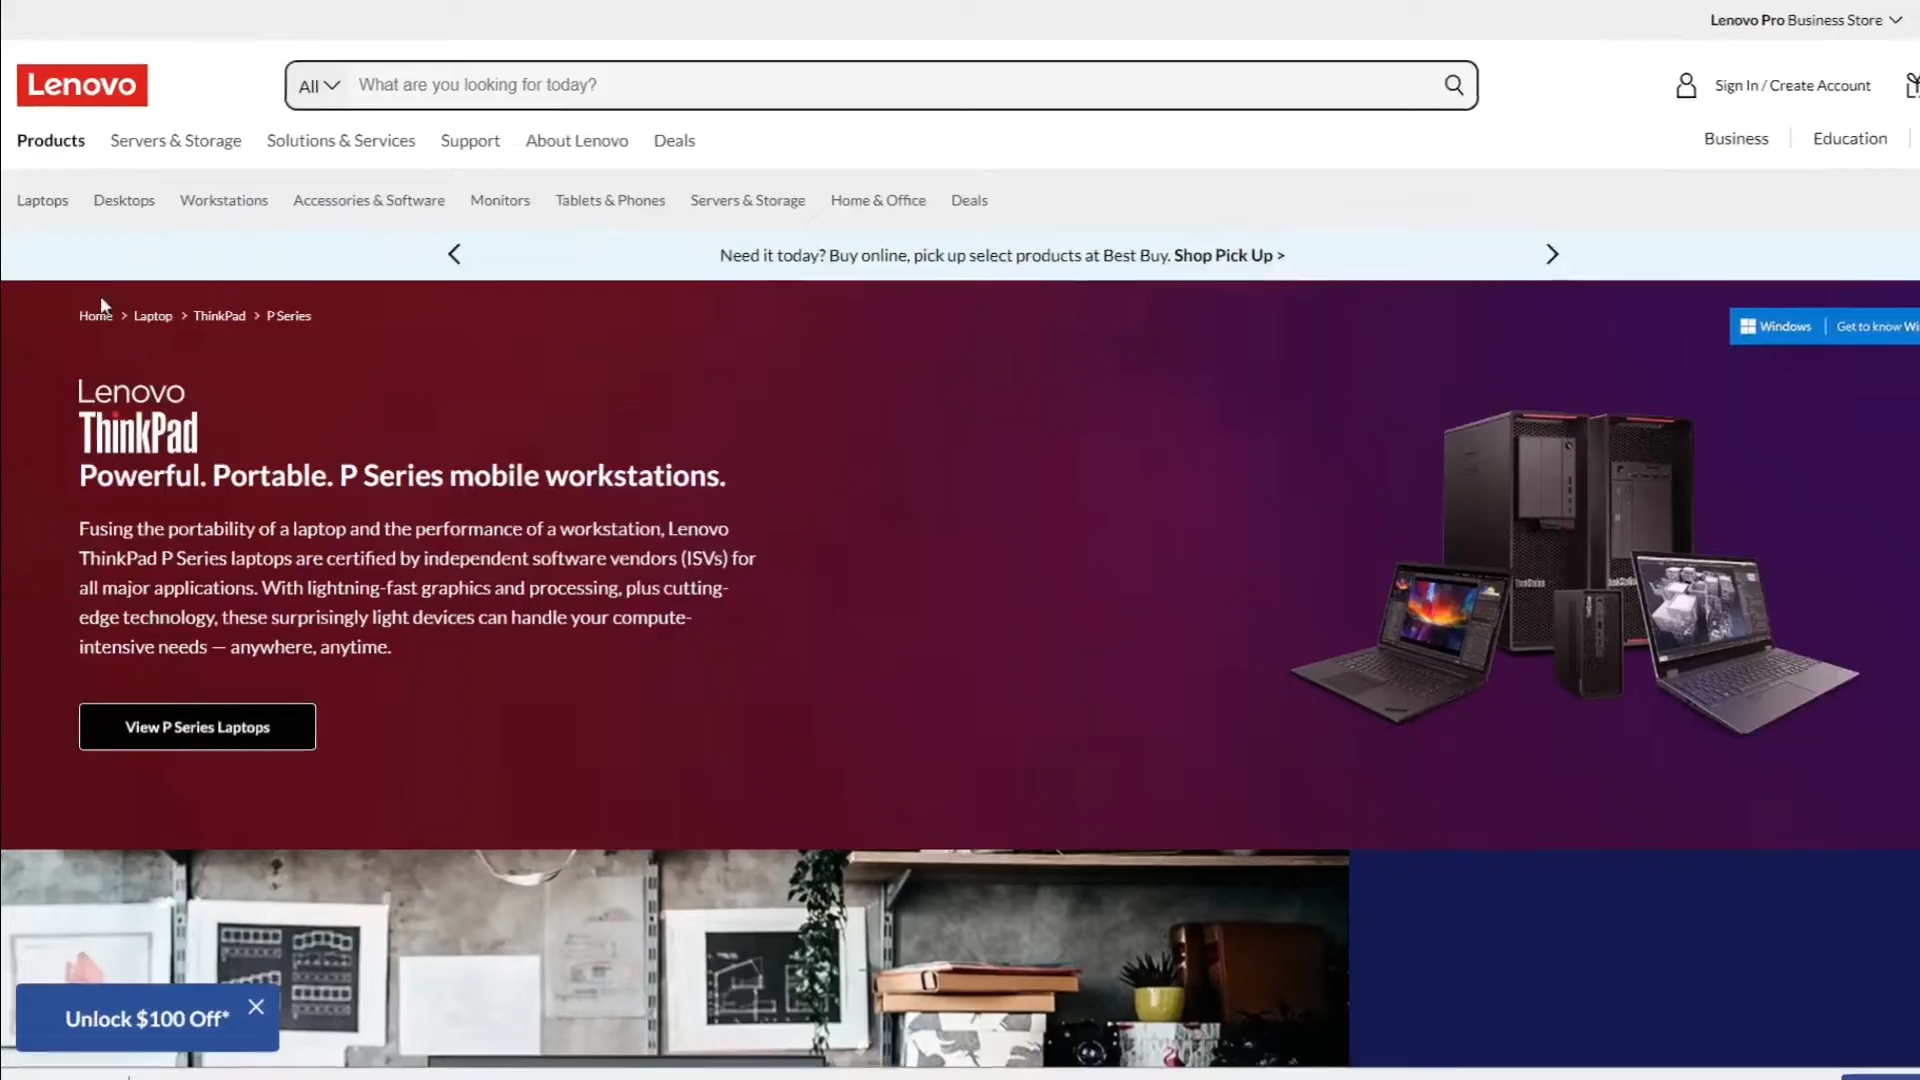 Lenovo Pro Business Store
Lenovo
All
What are you looking for today?
Sign In / Create Account
Products
Servers & Storage
Solutions & Services
Support
About Lenovo
Deals
Business
Education
Laptops
Desktops
Workstations
Accessories & Software
Monitors
Tablets & Phones
Servers & Storage
Home & Office
Deals
Need it today? Buy online, pick up select products at Best Buy. Shop Pick Up >
Home > Laptop > ThinkPad > P Series
Windows
Get to know
Lenovo
ThinkPad
Powerful. Portable. P Series mobile workstations.
Fusing the portability of a laptop and the performance of a workstation, Lenovo
ThinkPad P Series laptops are certified by independent software vendors (ISVs) for
all major applications. With lightning-fast graphics and processing, plus cutting-
edge technology, these surprisingly light devices can handle your compute-
intensive needs — anywhere, anytime.
View P Series Laptops
Unlock $100 Off*